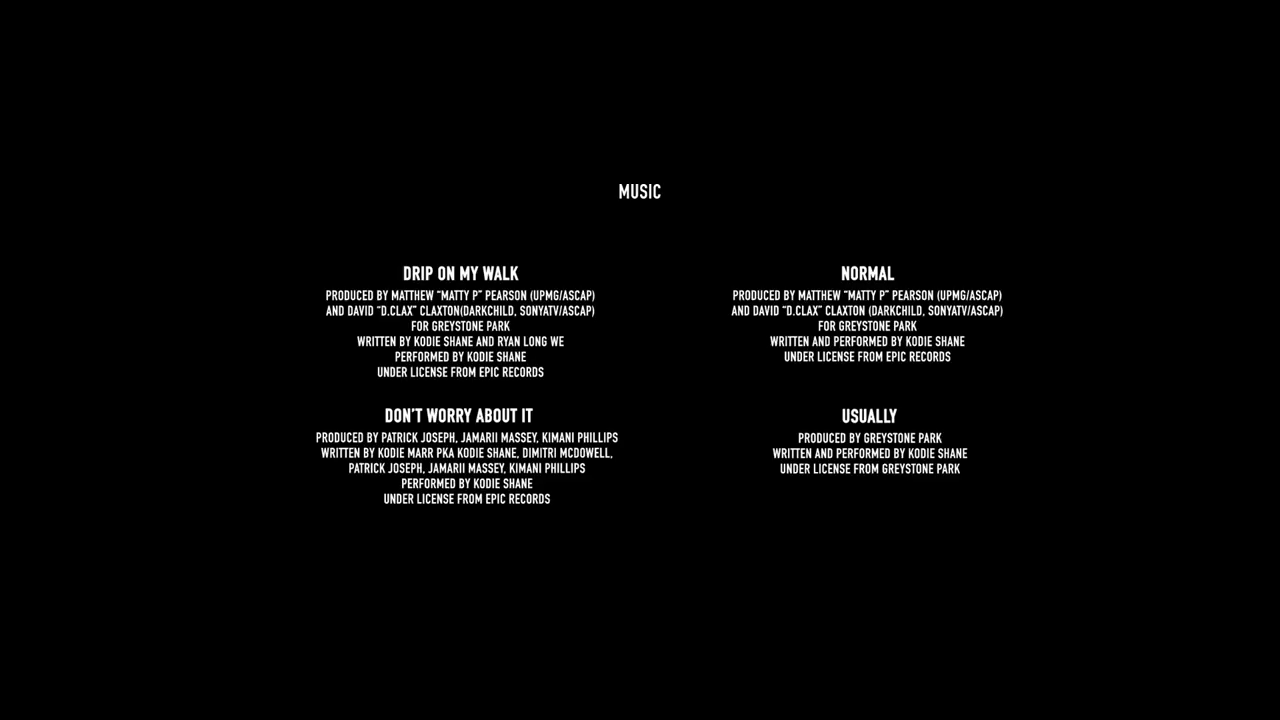 MUSIC
DRIP ON MY WALK
PRODUCED BY MATTHEW “MATTY P” PEARSON (UPMG/ASCAP)
AND DAVID “D.CLAX” CLAXTON(DARKCHILD, SONYATV/ASCAP)
FOR GREYSTONE PARK
WRITTEN BY KODIE SHANE AND RYAN LONG WE
PERFORMED BY KODIE SHANE
UNDER LICENSE FROM EPIC RECORDS
NORMAL
PRODUCED BY MATTHEW “MATTY P” PEARSON (UPMG/ASCAP)
AND DAVID “D.CLAX” CLAXTON (DARKCHILD, SONYATV/ASCAP)
FOR GREYSTONE PARK
WRITTEN AND PERFORMED BY KODIE SHANE
UNDER LICENSE FROM EPIC RECORDS
DON’T WORRY ABOUT IT
PRODUCED BY PATRICK JOSEPH, JAMARII MASSEY, KIMANI PHILLIPS
WRITTEN BY KODIE MARR PKA KODIE SHANE, DIMITRI MCDOWELL,
PATRICK JOSEPH, JAMARII MASSEY, KIMANI PHILLIPS
PERFORMED BY KODIE SHANE
UNDER LICENSE FROM EPIC RECORDS
USUALLY
PRODUCED BY GREYSTONE PARK
WRITTEN AND PERFORMED BY KODIE SHANE
UNDER LICENSE FROM GREYSTONE PARK